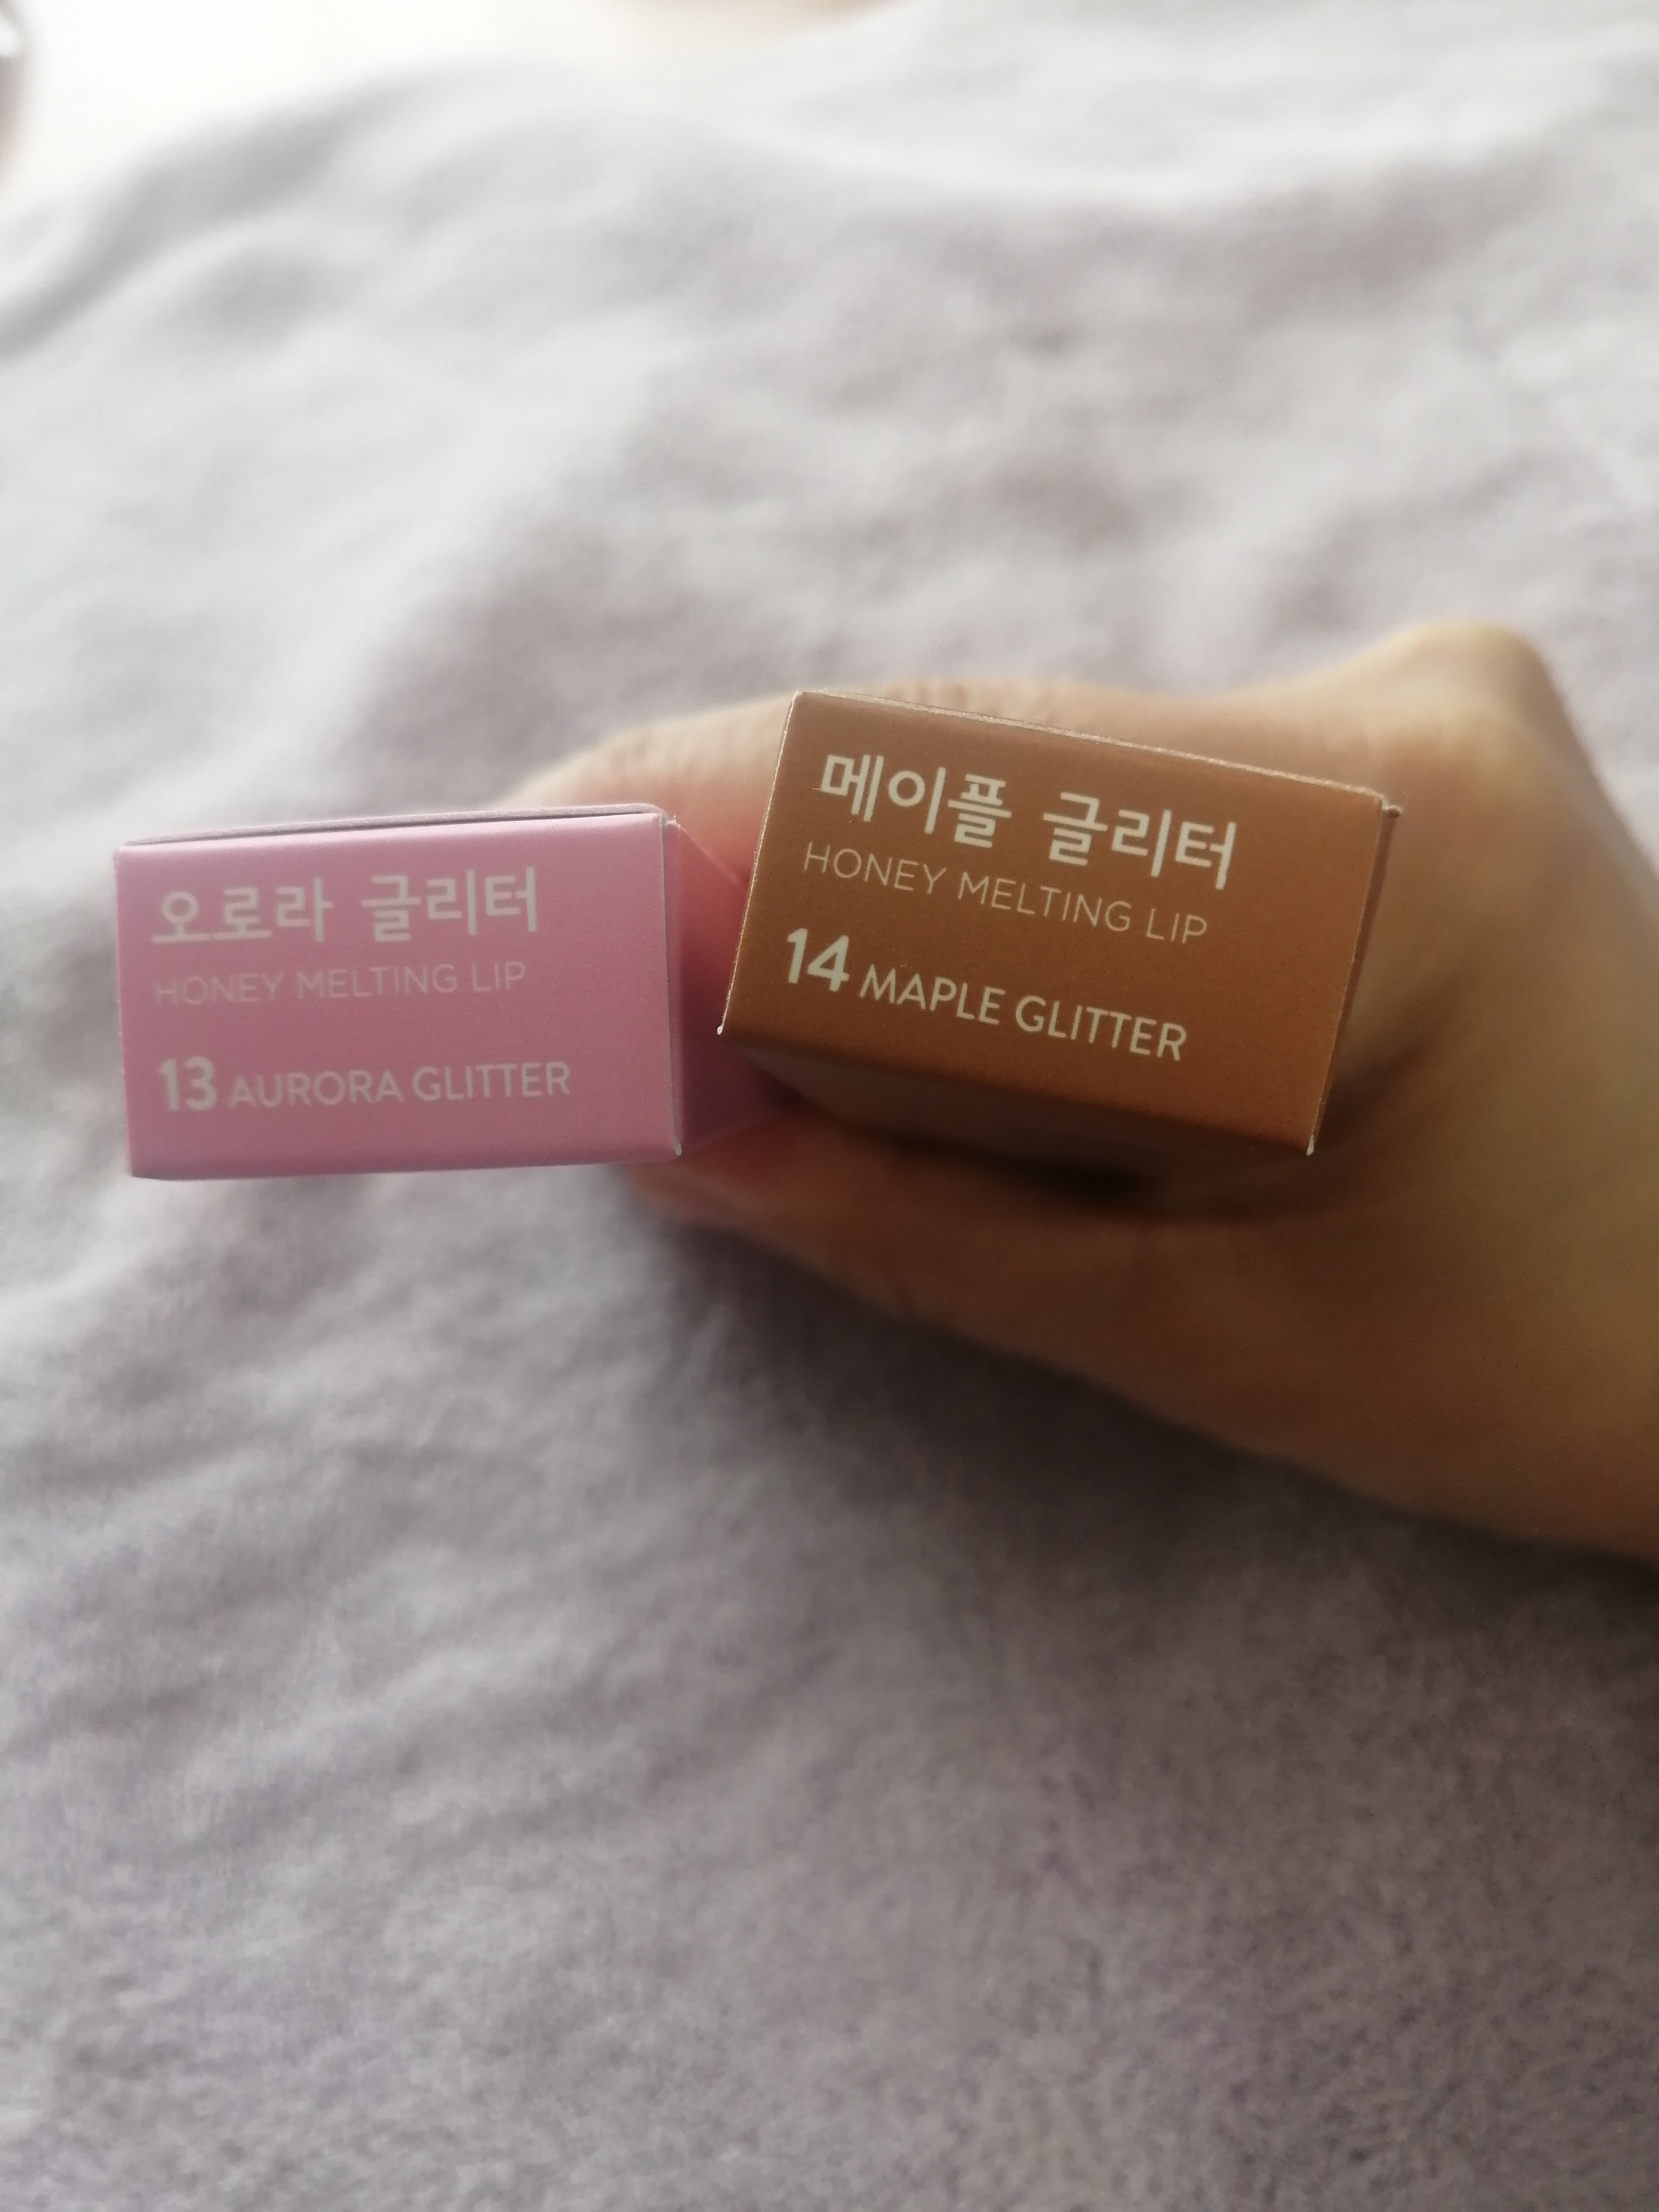 오로라 글리터
HONEY MELTING LIP
13 AURORA GLITTER
메이플 글리터
HONEY MELTING LIP
14 MAPLE GLITTER